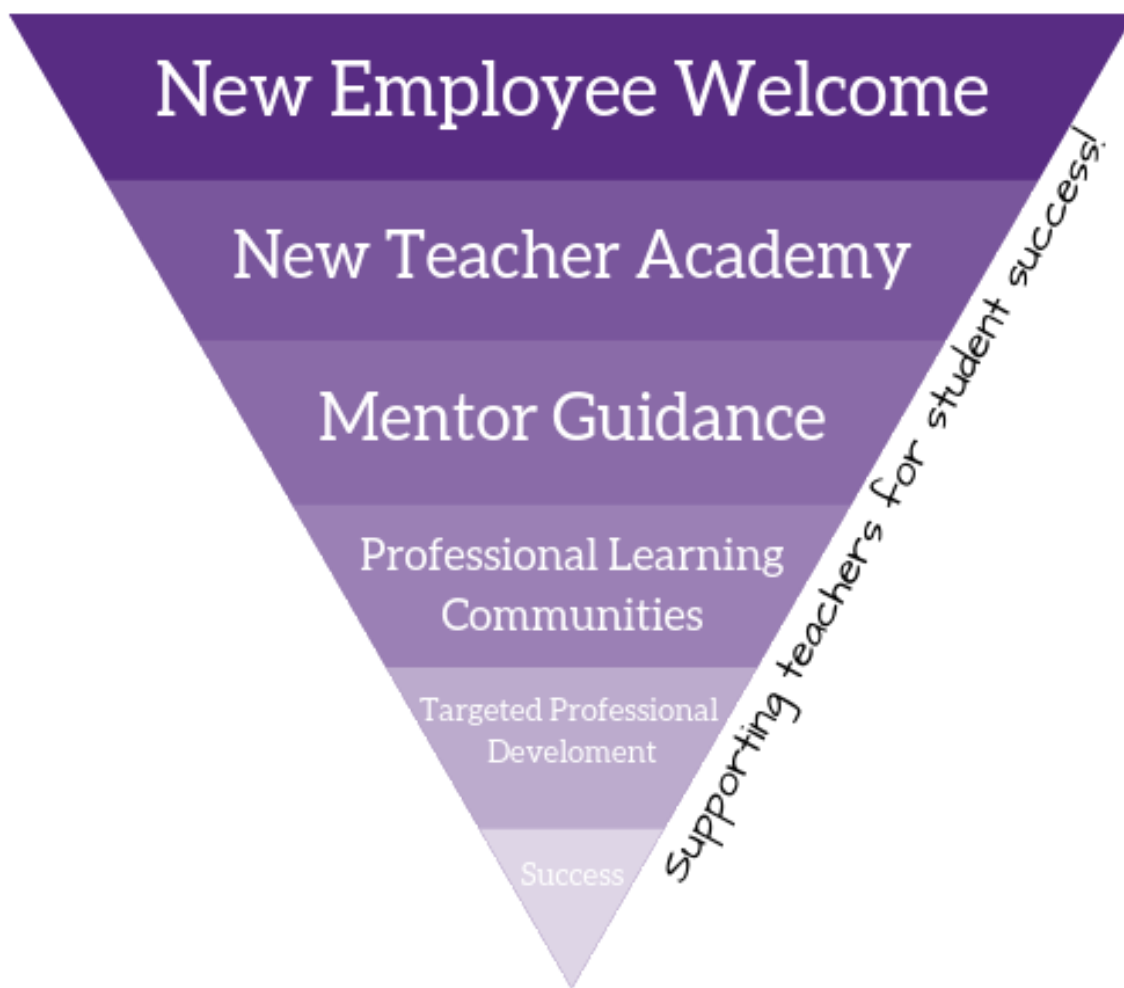 New Employee Welcome
New Teacher Academy
Mentor Guidance
Professional Learning
Communities
Targeted Professional
Develoment
Success
Supporting teachers for student success!